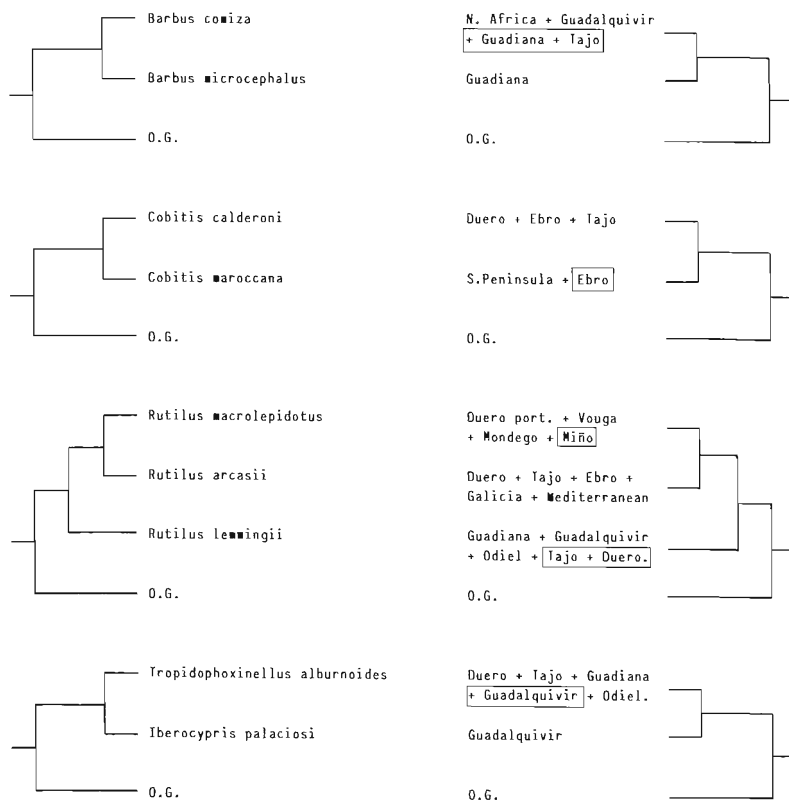 Barbus comiza
N. Africa + Guadalquivir
+ Guadiana + Tajo
Barbus microcephalus
Guadiana
O.G.
O.G.
Cobitis calderoni
Duero + Ebro + Tajo
Cobitis maroccana
S.Peninsula + Ebro
O.G.
O.G.
Rutilus macrolepidotus
Duero port. + Vouga
+ Mondego + Miño
Rutilus arcasii
Duero + Tajo + Ebro +
Galicia + Mediterranean
Rutilus lemmingii
Guadiana + Guadalquivir
+ Odiel + Tajo + Duero.
O.G.
O.G.
Tropidophoxinellus alburnoides
Duero + Tajo + Guadiana
+ Guadalquivir + Odiel.
Iberocypris palaciosi
Guadalquivir
O.G.
O.G.